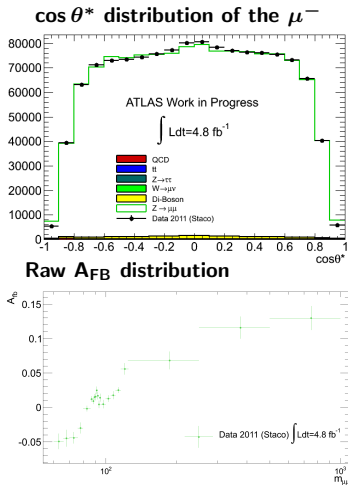 cos θ* distribution of the μ⁻
80000
70000
60000
50000
40000
30000
20000
10000
0
ATLAS Work in Progress
∫ Ldt=4.8 fb⁻¹
QCD
tt
Z→ττ
W→μν
Di-Boson
Z→μμ
Data 2011 (Staco)
-1 -0.8 -0.6 -0.4 -0.2 0 0.2 0.4 0.6 0.8 1
cosθ*
Raw A_FB distribution
A_fb
0.15
0.1
0.05
0
-0.05
Data 2011 (Staco) ∫Ldt=4.8 fb⁻¹
10² 10³
m_μμ